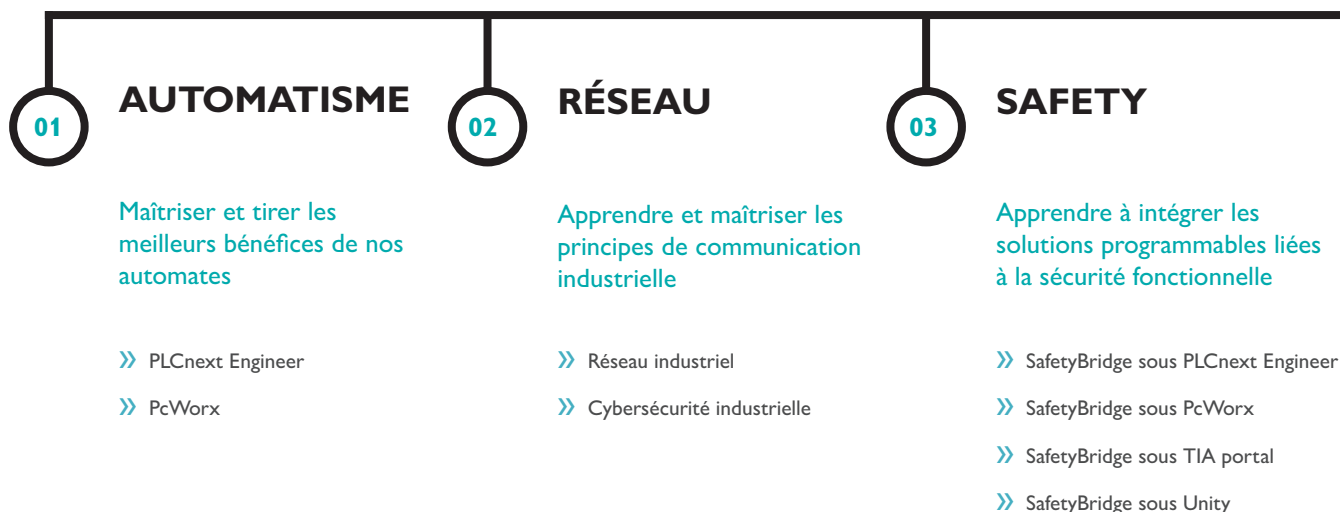 01
AUTOMATISME
Maîtriser et tirer les
meilleurs bénéfices de nos
automates
» PLCnext Engineer
» PcWorx
02
RÉSEAU
Apprendre et maîtriser les
principes de communication
industrielle
» Réseau industriel
» Cybersécurité industrielle
03
SAFETY
Apprendre à intégrer les
solutions programmables liées
à la sécurité fonctionnelle
» SafetyBridge sous PLCnext Engineer
» SafetyBridge sous PcWorx
» SafetyBridge sous TIA portal
» SafetyBridge sous Unity